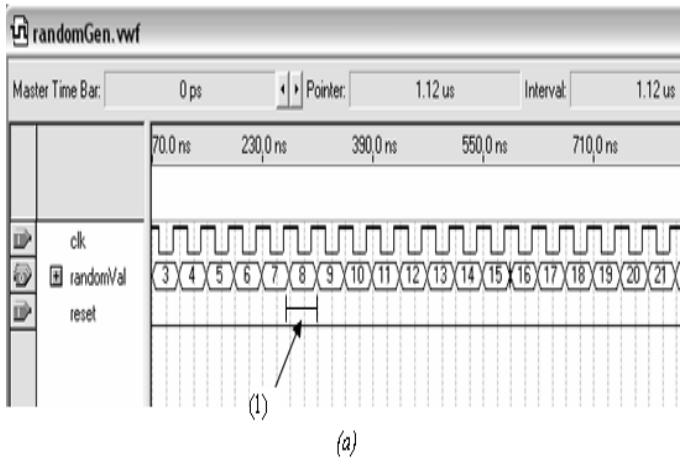 randomGen.vwf
Master Time Bar: 0 ps Pointer: 1.12 us Interval: 1.12 us
70.0 ns 230.0 ns 390.0 ns 550.0 ns 710.0 ns
clk
randomVal 3 4 5 6 7 8 9 10 11 12 13 14 15 16 17 18 19 20 21
reset
(1)
(a)